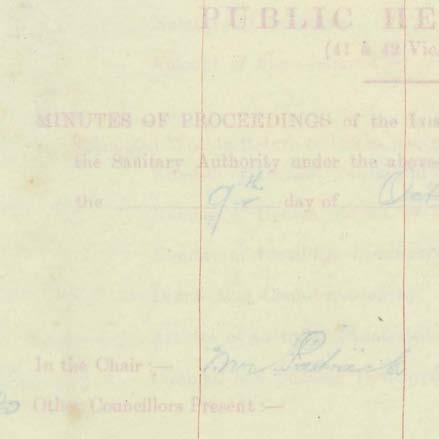 PUBLIC HE
(41 & 42 Vic
MINUTES OF PROCEEDINGS of the
the Sanitary Authority under the above
the 9th day of Oct
In the Chair :— Mr Patrick
Other Councillors Present :—